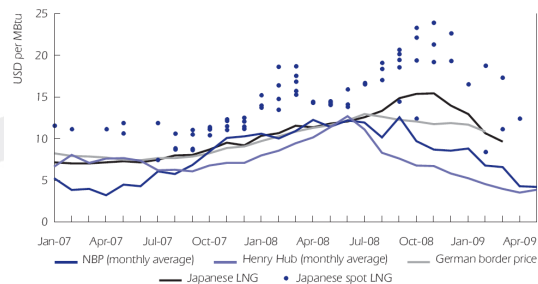 USD per MBtu
25
20
15
10
5
0
Jan-07 Apr-07 Jul-07 Oct-07 Jan-08 Apr-08 Jul-08 Oct-08 Jan-09 Apr-09
NBP (monthly average) Henry Hub (monthly average) German border price
Japanese LNG Japanese spot LNG